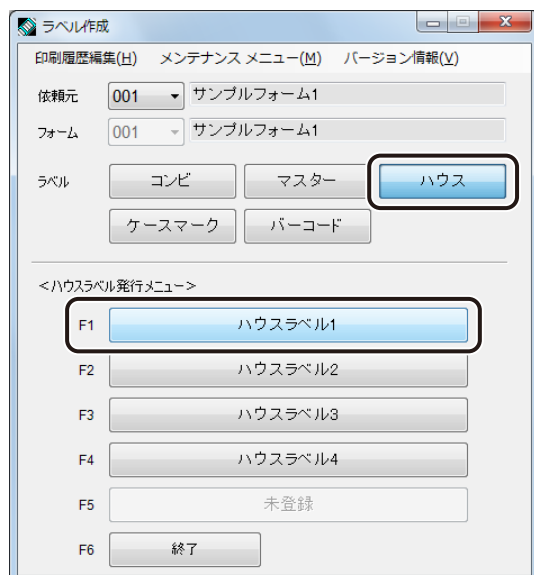 ラベル作成
印刷履歴編集(H) メンテナンス メニュー(M) バージョン情報(V)
依頼元 001 サンプルフォーム1
フォーム 001 サンプルフォーム1
ラベル コンビ マスター ハウス
ケースマーク バーコード
<ハウスラベル発行メニュー>
F1 ハウスラベル1
F2 ハウスラベル2
F3 ハウスラベル3
F4 ハウスラベル4
F5 未登録
F6 終了